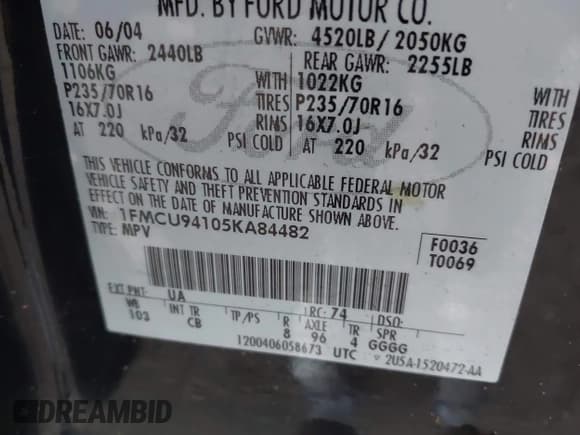 MFD. BY FORD MOTOR CO.
DATE: 06/04 GVWR: 4520LB/ 2050KG
FRONT GAWR: 2440LB REAR GAWR: 2255LB
1106KG WITH 1022KG WITH
P235/70R16 TIRES P235/70R16 TIRES
16X7.0J RIMS 16X7.0J RIMS
AT 220 kPa/32 PSI COLD AT 220 kPa/32 PSI COLD
Ford
THIS VEHICLE CONFORMS TO ALL APPLICABLE FEDERAL MOTOR
VEHICLE SAFETY AND THEFT PREVENTION STANDARDS IN
EFFECT ON THE DATE OF MANUFACTURE SHOWN ABOVE.
VIN: 1FMCU94105KA84482
TYPE: MPV
F0036
T0069
EXT PNT: UA RC: 74 DSO:
WB INT TR TP/PS R AXLE TR SPR
103 CB 8 96 4 GGGG
1200406058673 UTC 2U5A-1520472-AA
DREAMBID